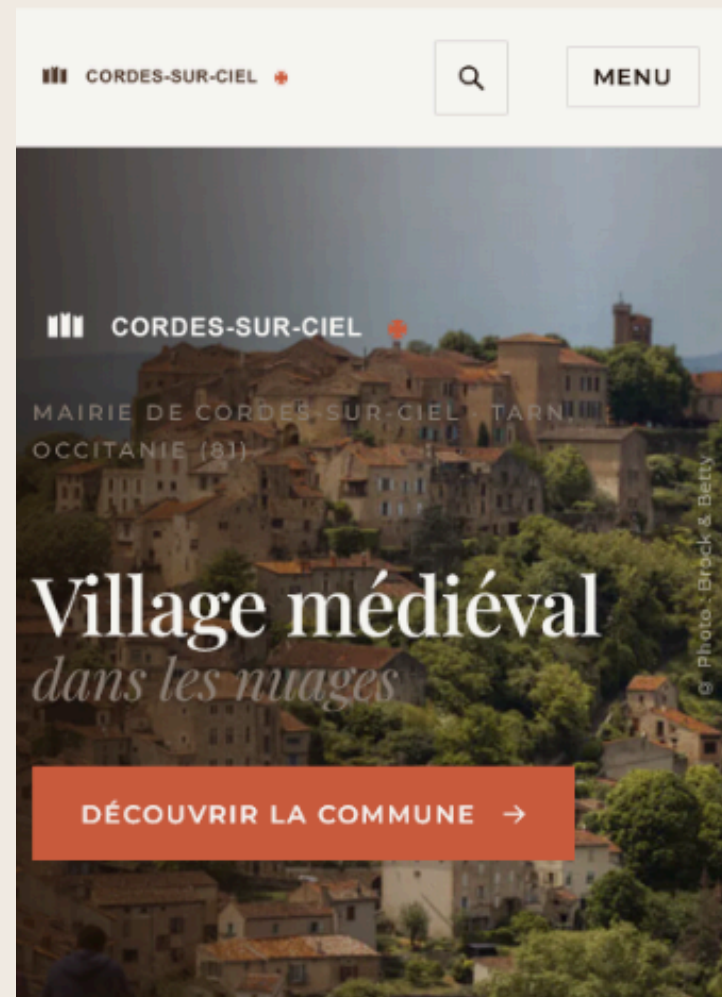 CORDES-SUR-CIEL
MENU
CORDES-SUR-CIEL
MAIRIE DE CORDES-SUR-CIEL · TARN,
OCCITANIE (81)
Village médiéval
dans les nuages
DÉCOUVRIR LA COMMUNE →
© Photo · Brock & Betty